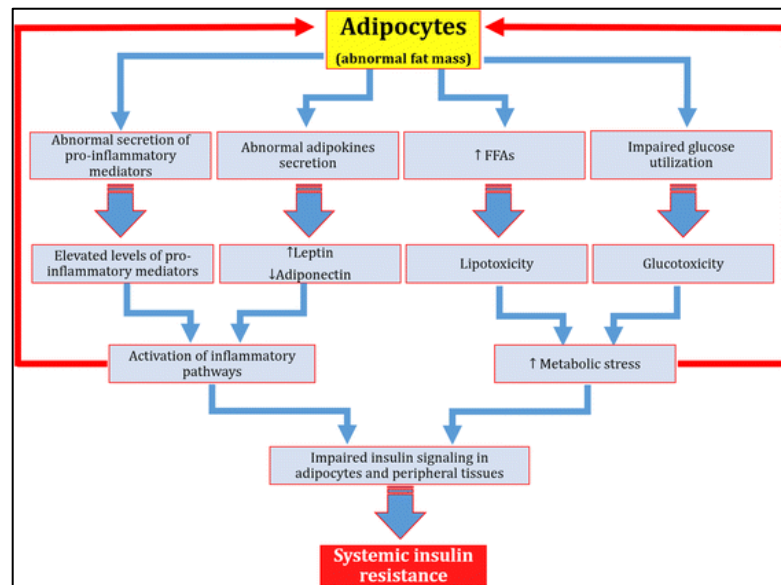 Adipocytes
(abnormal fat mass)
Abnormal secretion of
pro-inflammatory
mediators
Abnormal adipokines
secretion
↑ FFAs
Impaired glucose
utilization
Elevated levels of pro-
inflammatory mediators
↑Leptin
↓Adiponectin
Lipotoxicity
Glucotoxicity
Activation of inflammatory
pathways
↑ Metabolic stress
Impaired insulin signaling in
adipocytes and peripheral tissues
Systemic insulin
resistance